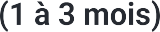 (1 à 3 mois)